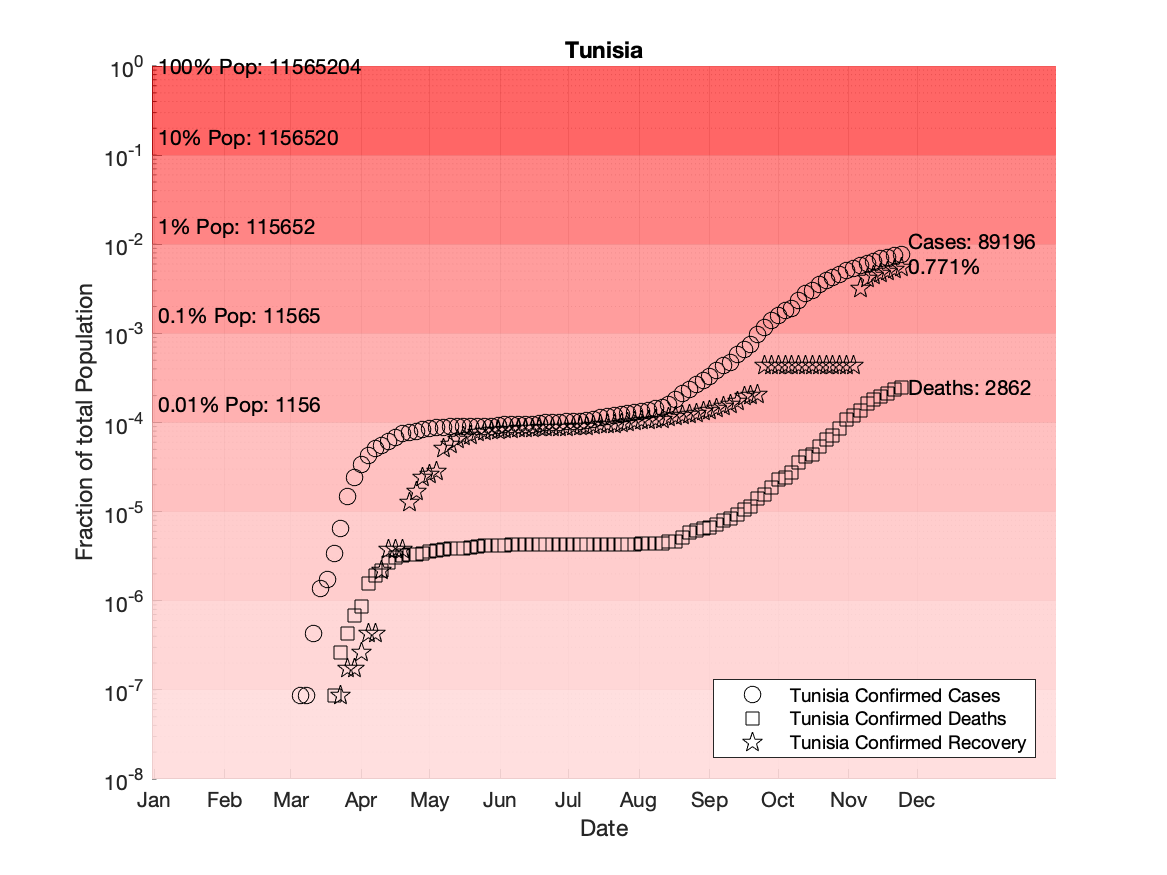 Tunisia
10^0
10^-1
10^-2
10^-3
10^-4
10^-5
10^-6
10^-7
10^-8
Fraction of total Population
100% Pop: 11565204
10% Pop: 1156520
1% Pop: 115652
0.1% Pop: 11565
0.01% Pop: 1156
Cases: 89196
0.771%
Deaths: 2862
Tunisia Confirmed Cases
Tunisia Confirmed Deaths
Tunisia Confirmed Recovery
Jan Feb Mar Apr May Jun Jul Aug Sep Oct Nov Dec
Date